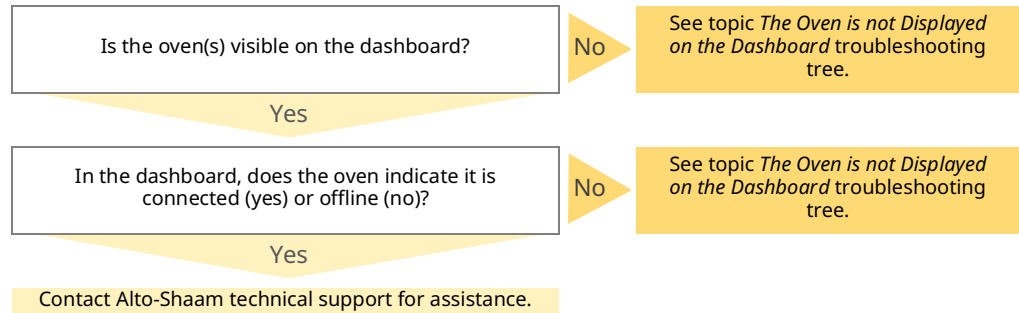 Is the oven(s) visible on the dashboard?
No
See topic The Oven is not Displayed
on the Dashboard troubleshooting
tree.
Yes
In the dashboard, does the oven indicate it is
connected (yes) or offline (no)?
No
See topic The Oven is not Displayed
on the Dashboard troubleshooting
tree.
Yes
Contact Alto-Shaam technical support for assistance.